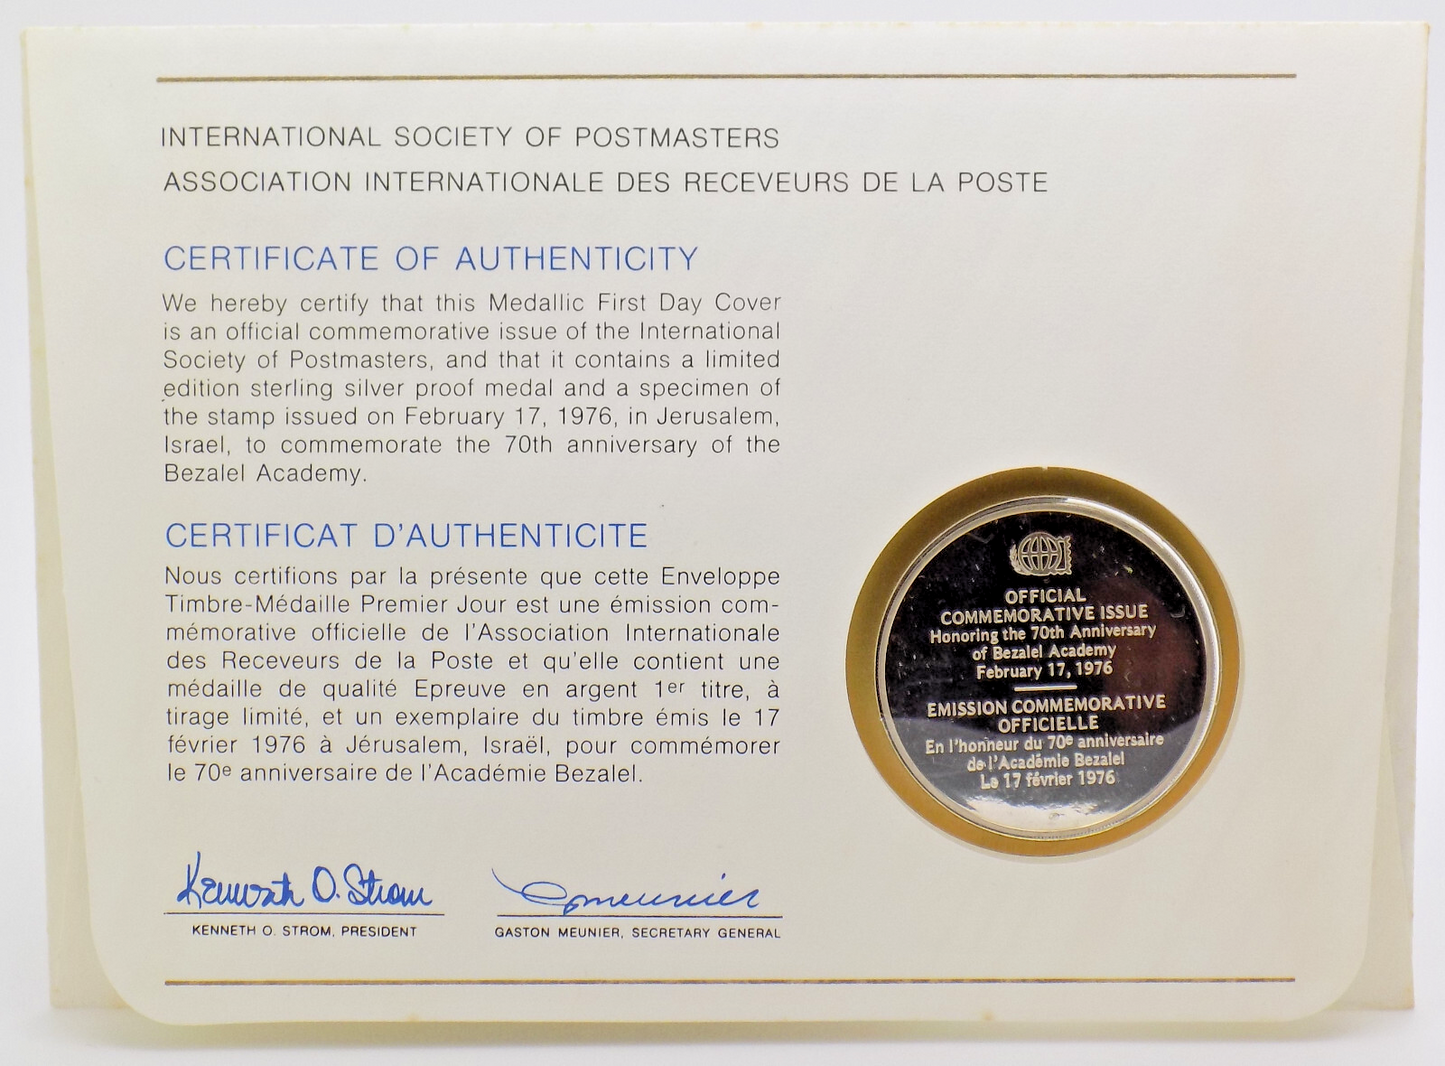 INTERNATIONAL SOCIETY OF POSTMASTERS
ASSOCIATION INTERNATIONALE DES RECEVEURS DE LA POSTE
CERTIFICATE OF AUTHENTICITY
We hereby certify that this Medallic First Day Cover
is an official commemorative issue of the International
Society of Postmasters, and that it contains a limited
edition sterling silver proof medal and a specimen of
the stamp issued on February 17, 1976, in Jerusalem,
Israel, to commemorate the 70th anniversary of the
Bezalel Academy.
CERTIFICAT D'AUTHENTICITE
Nous certifions par la présente que cette Enveloppe
Timbre-Médaille Premier Jour est une émission com-
mémorative officielle de l'Association Internationale
des Receveurs de la Poste et qu'elle contient une
médaille de qualité Epreuve en argent 1er titre, à
tirage limité, et un exemplaire du timbre émis le 17
février 1976 à Jérusalem, Israël, pour commémorer
le 70e anniversaire de l'Académie Bezalel.
Kenneth O. Strom
GMeunier
KENNETH O. STROM, PRESIDENT
GASTON MEUNIER, SECRETARY GENERAL
OFFICIAL
COMMEMORATIVE ISSUE
Honoring the 70th Anniversary
of Bezalel Academy
February 17, 1976
EMISSION COMMEMORATIVE
OFFICIELLE
En l'honneur du 70e anniversaire
de l'Académie Bezalel
Le 17 février 1976